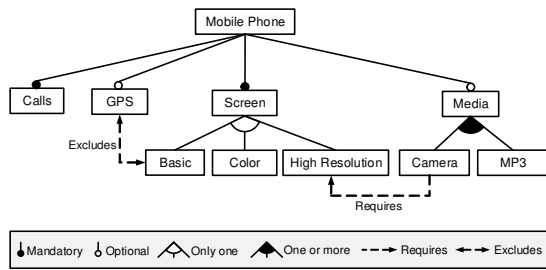 Mobile Phone
Calls
GPS
Screen
Media
Excludes
Basic
Color
High Resolution
Camera
MP3
Requires
Mandatory
Optional
Only one
One or more
Requires
Excludes